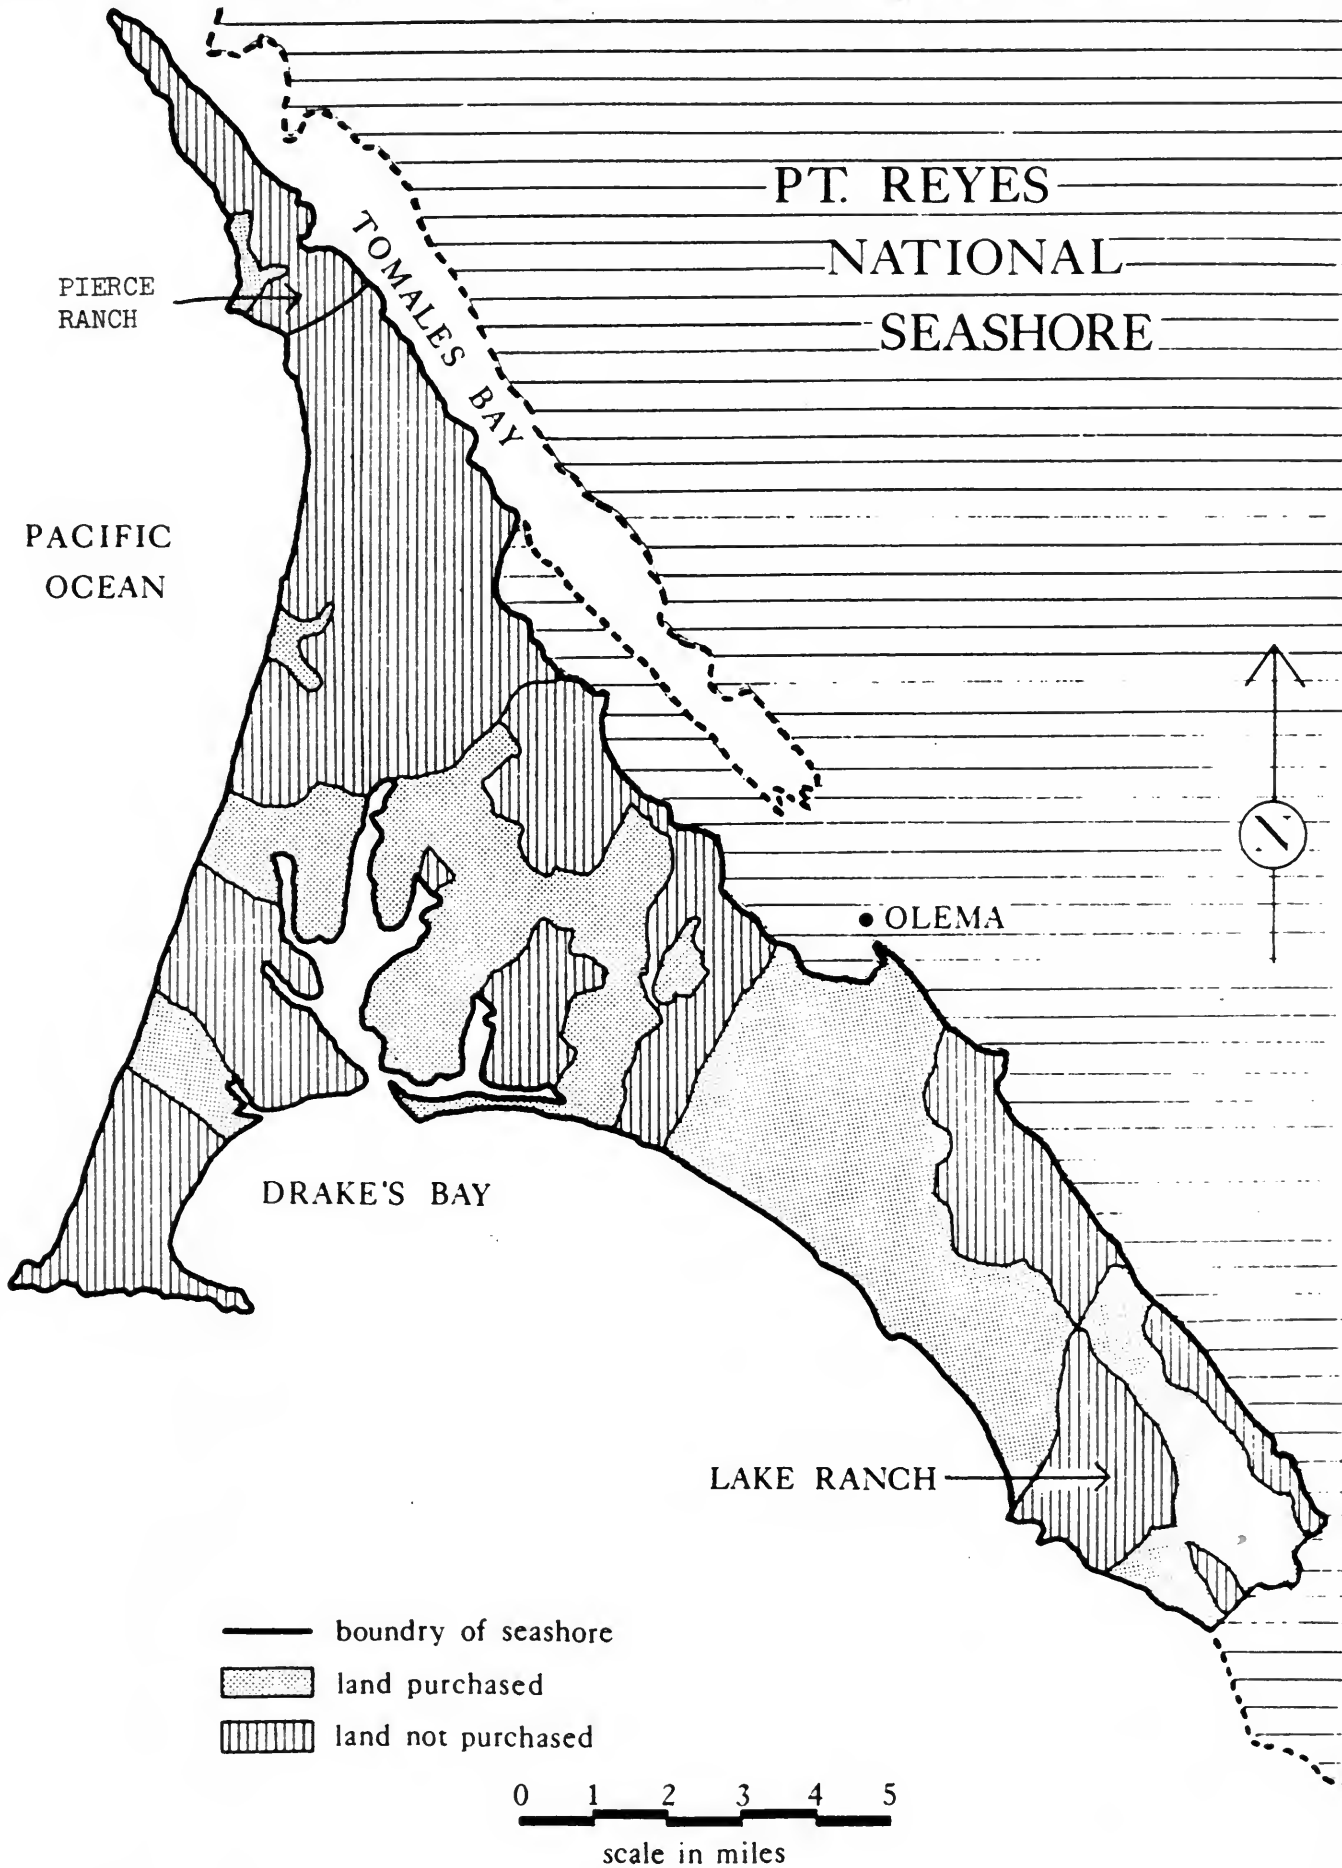 PT. REYES
NATIONAL
SEASHORE
TOMALES BAY
PIERCE
RANCH
PACIFIC
OCEAN
N
OLEMA
DRAKE'S BAY
LAKE RANCH
boundry of seashore
land purchased
land not purchased
0 1 2 3 4 5
scale in miles